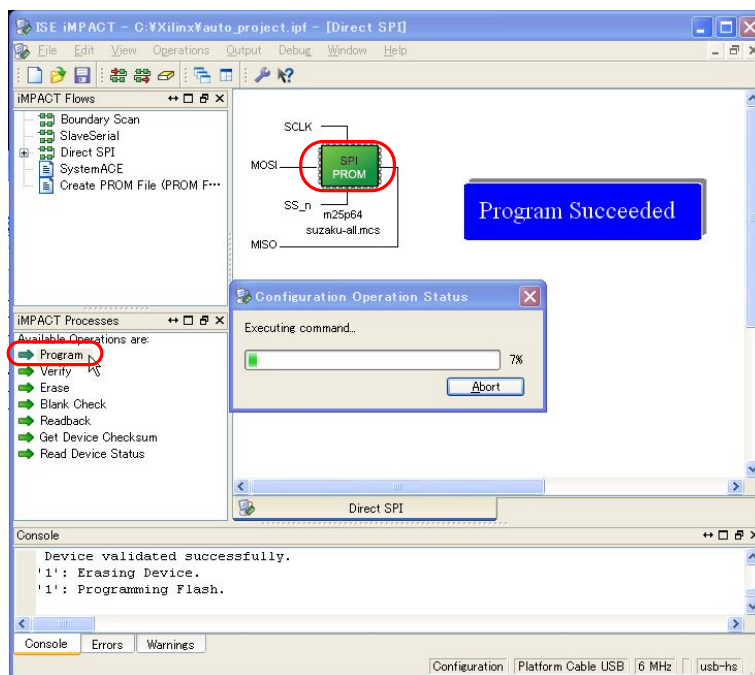 ISE iMPACT - C:¥Xilinx¥auto_project.ipf - [Direct SPI]
File Edit View Operations Output Debug Window Help
iMPACT Flows
Boundary Scan
SlaveSerial
Direct SPI
SystemACE
Create PROM File (PROM F…
SCLK
MOSI
SPI
PROM
SS_n
m25p64
suzaku-all.mcs
MISO
Program Succeeded
iMPACT Processes
Available Operations are:
Program
Verify
Erase
Blank Check
Readback
Get Device Checksum
Read Device Status
Configuration Operation Status
Executing command...
7%
Abort
Direct SPI
Console
Device validated successfully.
'1': Erasing Device.
'1': Programming Flash.
Console Errors Warnings
Configuration Platform Cable USB 6 MHz usb-hs